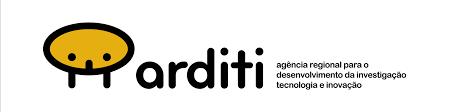 arditi
agência regional para o
desenvolvimento da investigação
tecnologia e inovação